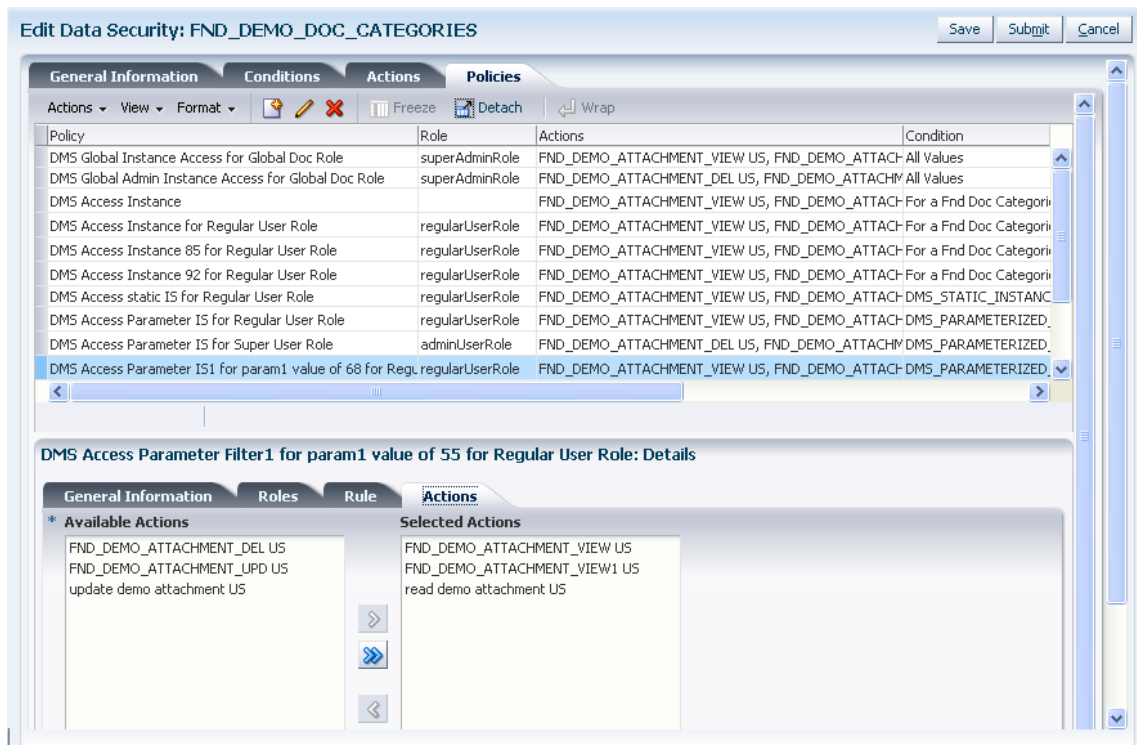 Edit Data Security: FND_DEMO_DOC_CATEGORIES Save Submit Cancel
General Information Conditions Actions Policies
Actions View Format Freeze Detach Wrap
Policy Role Actions Condition
DMS Global Instance Access for Global Doc Role superAdminRole FND_DEMO_ATTACHMENT_VIEW US, FND_DEMO_ATTACH All Values
DMS Global Admin Instance Access for Global Doc Role superAdminRole FND_DEMO_ATTACHMENT_DEL US, FND_DEMO_ATTACHM All Values
DMS Access Instance FND_DEMO_ATTACHMENT_VIEW US, FND_DEMO_ATTACH For a Fnd Doc Categori
DMS Access Instance for Regular User Role regularUserRole FND_DEMO_ATTACHMENT_VIEW US, FND_DEMO_ATTACH For a Fnd Doc Categori
DMS Access Instance 85 for Regular User Role regularUserRole FND_DEMO_ATTACHMENT_VIEW US, FND_DEMO_ATTACH For a Fnd Doc Categori
DMS Access Instance 92 for Regular User Role regularUserRole FND_DEMO_ATTACHMENT_VIEW US, FND_DEMO_ATTACH For a Fnd Doc Categori
DMS Access static IS for Regular User Role regularUserRole FND_DEMO_ATTACHMENT_VIEW US, FND_DEMO_ATTACH DMS_STATIC_INSTANC
DMS Access Parameter IS for Regular User Role regularUserRole FND_DEMO_ATTACHMENT_VIEW US, FND_DEMO_ATTACH DMS_PARAMETERIZED_
DMS Access Parameter IS for Super User Role adminUserRole FND_DEMO_ATTACHMENT_DEL US, FND_DEMO_ATTACHM DMS_PARAMETERIZED_
DMS Access Parameter IS1 for param1 value of 68 for Regu regularUserRole FND_DEMO_ATTACHMENT_VIEW US, FND_DEMO_ATTACH DMS_PARAMETERIZED_
DMS Access Parameter Filter1 for param1 value of 55 for Regular User Role: Details
General Information Roles Rule Actions
* Available Actions Selected Actions
FND_DEMO_ATTACHMENT_DEL US FND_DEMO_ATTACHMENT_VIEW US
FND_DEMO_ATTACHMENT_UPD US FND_DEMO_ATTACHMENT_VIEW1 US
update demo attachment US read demo attachment US